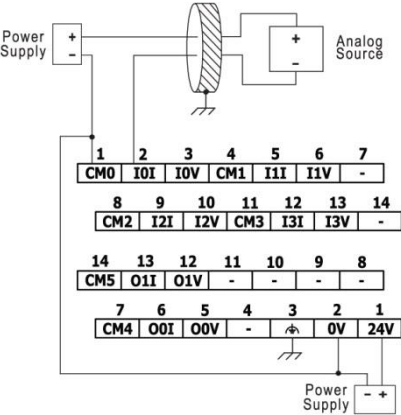 Power Supply + -
+ - Analog Source
1 2 3 4 5 6 7
CM0 I0I I0V CM1 I1I I1V -
8 9 10 11 12 13 14
CM2 I2I I2V CM3 I3I I3V -
14 13 12 11 10 9 8
CM5 O1I O1V - - - -
7 6 5 4 3 2 1
CM4 O0I O0V - 0V 24V
Power Supply - +